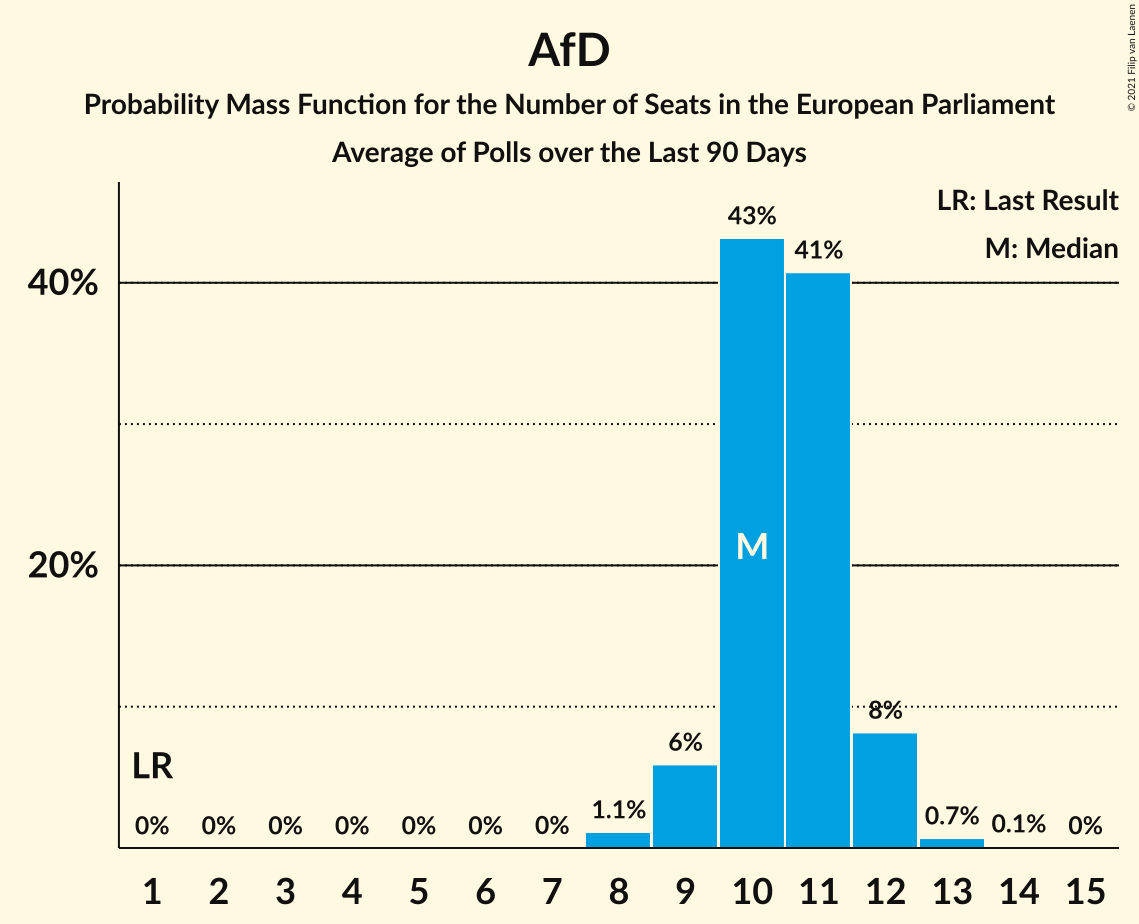 AfD
Probability Mass Function for the Number of Seats in the European Parliament
Average of Polls over the Last 90 Days
© 2021 Filip van Laenen
LR: Last Result
M: Median
43%
41%
40%
20%
M
8%
6%
LR
1.1%
0.7%
0.1%
0% 0% 0% 0% 0% 0% 0% 0%
1 2 3 4 5 6 7 8 9 10 11 12 13 14 15